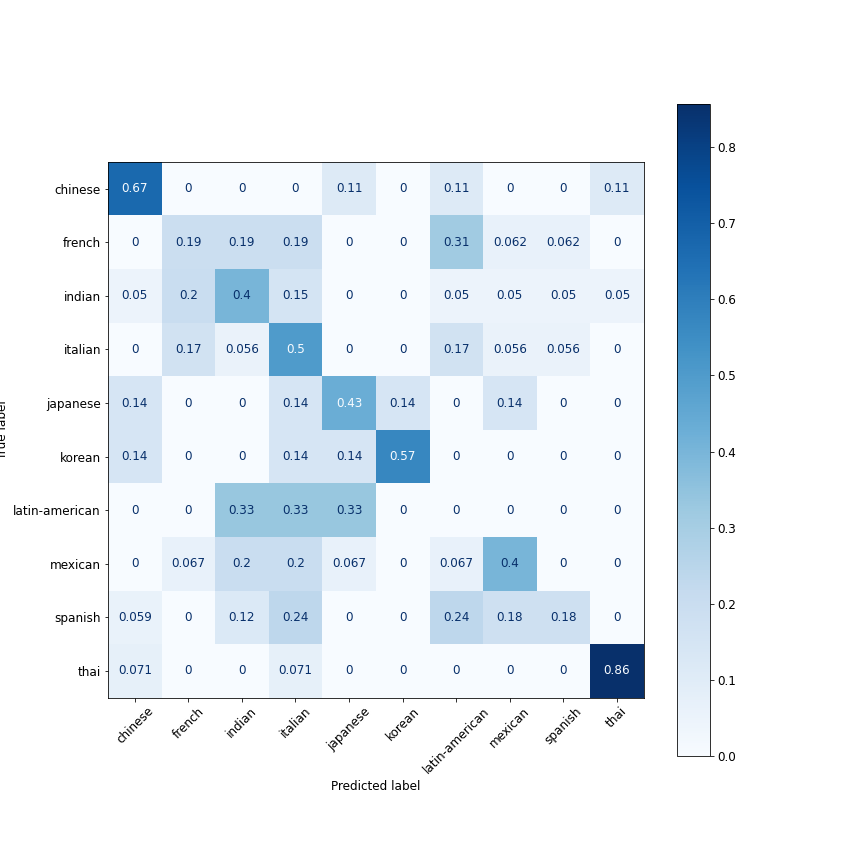 chinese 0.67 0 0 0 0.11 0 0.11 0 0 0.11
french 0 0.19 0.19 0.19 0 0 0.31 0.062 0.062 0
indian 0.05 0.2 0.4 0.15 0 0 0.05 0.05 0.05 0.05
italian 0 0.17 0.056 0.5 0 0 0.17 0.056 0.056 0
japanese 0.14 0 0 0.14 0.43 0.14 0 0.14 0 0
korean 0.14 0 0 0.14 0.14 0.57 0 0 0 0
latin-american 0 0 0.33 0.33 0.33 0 0 0 0 0
mexican 0 0.067 0.2 0.2 0.067 0 0.067 0.4 0 0
spanish 0.059 0 0.12 0.24 0 0 0.24 0.18 0.18 0
thai 0.071 0 0 0.071 0 0 0 0 0 0.86
chinese french indian italian japanese korean latin-american mexican spanish thai
Predicted label
0.8
0.7
0.6
0.5
0.4
0.3
0.2
0.1
0.0